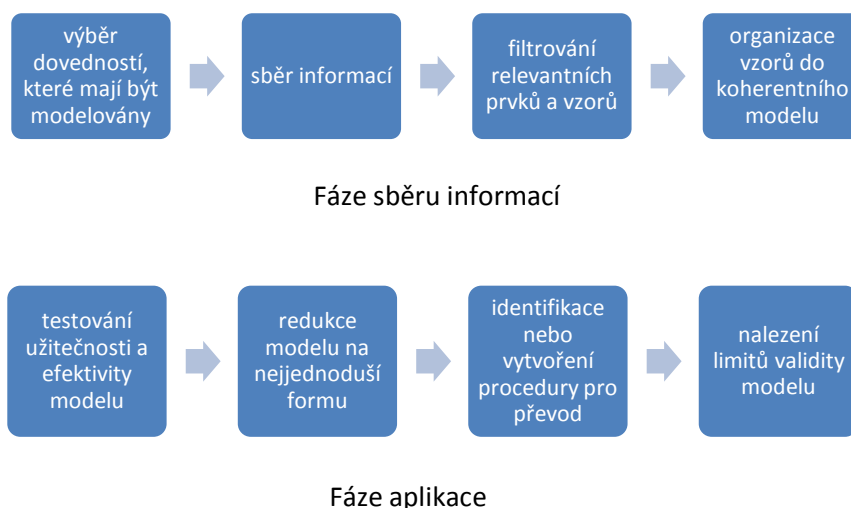 výběr
dovedností,
které mají být
modelovány
sběr informací
filtrování
relevantních
prvků a vzorů
organizace
vzorů do
koherentního
modelu
Fáze sběru informací
testování
užitečnosti a
efektivity
modelu
redukce
modelu na
nejjednoduší
formu
identifikace
nebo
vytvoření
procedury pro
převod
nalezení
limitů validity
modelu
Fáze aplikace